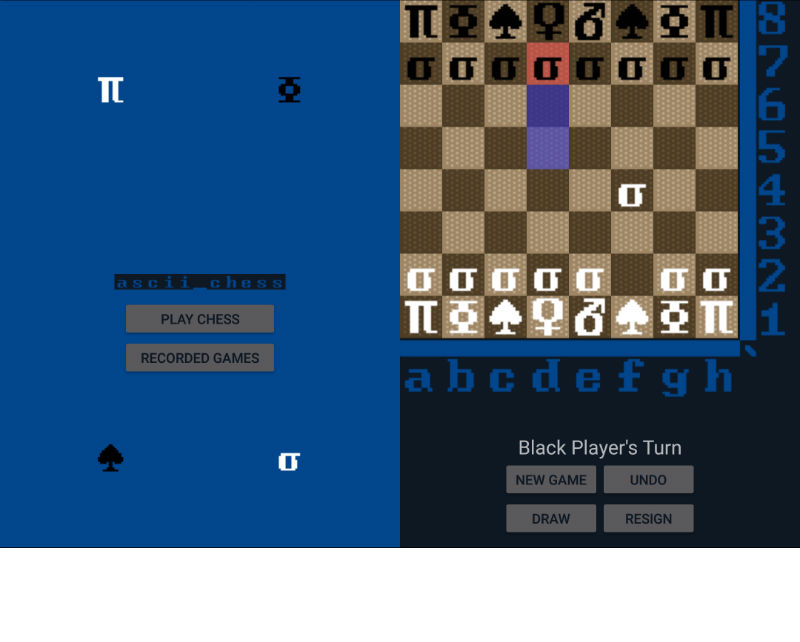 π Φ
ascii_chess
PLAY CHESS
RECORDED GAMES
♠ σ
π Φ ♠ ♀ ♂ ♠ Φ π 8
σ σ σ σ σ σ σ σ 7
6
5
σ 4
3
σ σ σ σ σ σ σ 2
π Φ ♠ ♀ ♂ ♠ Φ π 1
a b c d e f g h
Black Player's Turn
NEW GAME UNDO
DRAW RESIGN